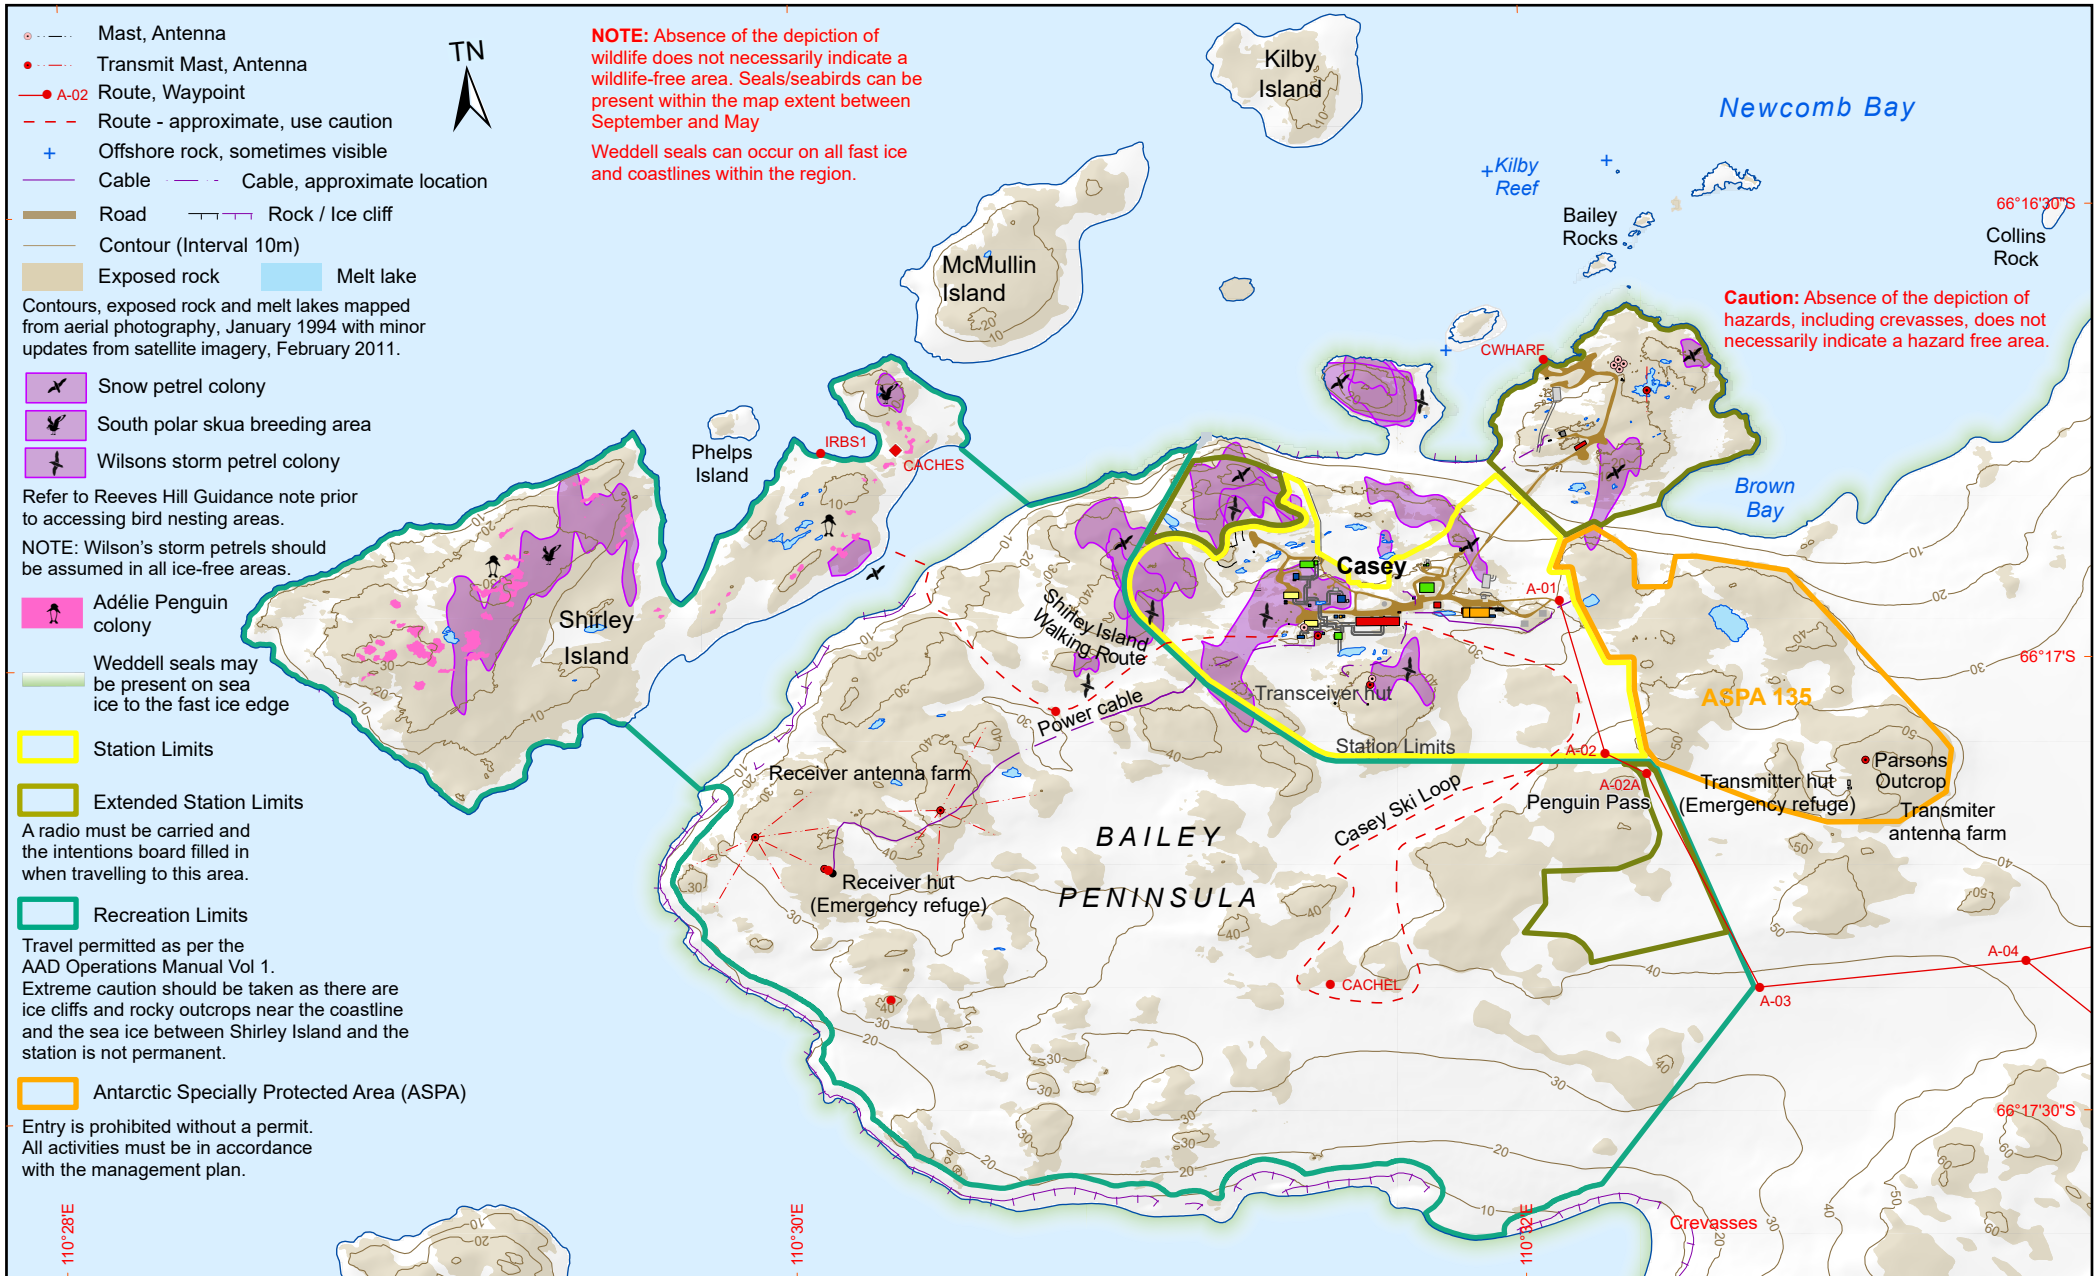 Mast, Antenna
Transmit Mast, Antenna
A-02 Route, Waypoint
Route - approximate, use caution
Offshore rock, sometimes visible
Cable
Cable, approximate location
Road
Rock / Ice cliff
Contour (Interval 10m)
Exposed rock
Melt lake
Contours, exposed rock and melt lakes mapped
from aerial photography, January 1994 with minor
updates from satellite imagery, February 2011.
Snow petrel colony
South polar skua breeding area
Wilsons storm petrel colony
Refer to Reeves Hill Guidance note prior
to accessing bird nesting areas.
NOTE: Wilson's storm petrels should
be assumed in all ice-free areas.
Adélie Penguin
colony
Weddell seals may
be present on sea
ice to the fast ice edge
Station Limits
Extended Station Limits
A radio must be carried and
the intentions board filled in
when travelling to this area.
Recreation Limits
Travel permitted as per the
AAD Operations Manual Vol 1.
Extreme caution should be taken as there are
ice cliffs and rocky outcrops near the coastline
and the sea ice between Shirley Island and the
station is not permanent.
Antarctic Specially Protected Area (ASPA)
Entry is prohibited without a permit.
All activities must be in accordance
with the management plan.
TN
NOTE: Absence of the depiction of
wildlife does not necessarily indicate a
wildlife-free area. Seals/seabirds can be
present within the map extent between
September and May
Weddell seals can occur on all fast ice
and coastlines within the region.
Kilby
Island
Newcomb Bay
Kilby
Reef
Bailey
Rocks
66°16'30"S
Collins
Rock
McMullin
Island
20
10
10
Caution: Absence of the depiction of
hazards, including crevasses, does not
necessarily indicate a hazard free area.
CWHARF
Phelps
Island
IRBS1
CACHES
10
Brown
Bay
Shirley
Island
10
20
30
20
10
Casey
A-01
Shirley Island
Walking Route
66°17'S
ASPA 135
Transceiver hut
Power cable
Station Limits
A-02
A-02A
Penguin Pass
Parsons
Outcrop
Transmitter hut
(Emergency refuge)
Transmiter
antenna farm
Receiver antenna farm
Casey Ski Loop
BAILEY
PENINSULA
Receiver hut
(Emergency refuge)
CACHEL
A-03
A-04
40
30
20
10
50
60
66°17'30"S
Crevasses
110°28'E
110°30'E
110°32'E